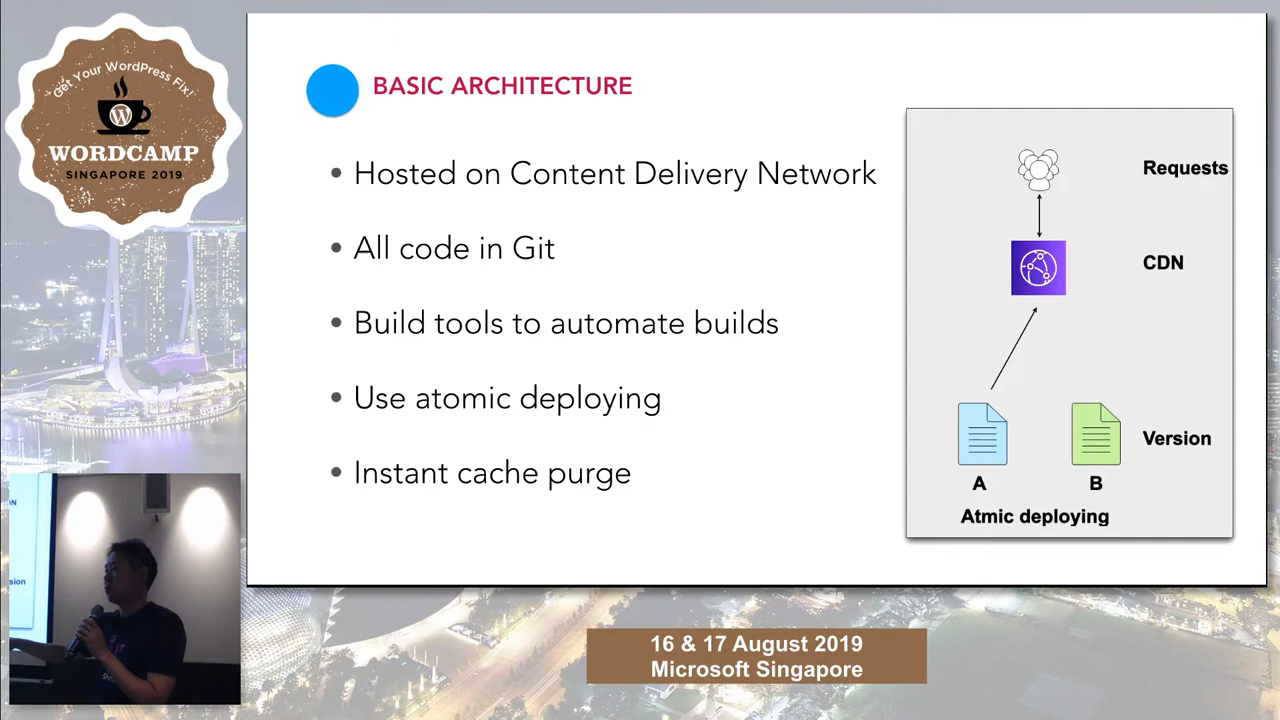 Get Your WordPress Fix!
WORDCAMP
SINGAPORE 2019
BASIC ARCHITECTURE
• Hosted on Content Delivery Network
• All code in Git
• Build tools to automate builds
• Use atomic deploying
• Instant cache purge
Requests
CDN
Version
A
B
Atmic deploying
16 & 17 August 2019
Microsoft Singapore